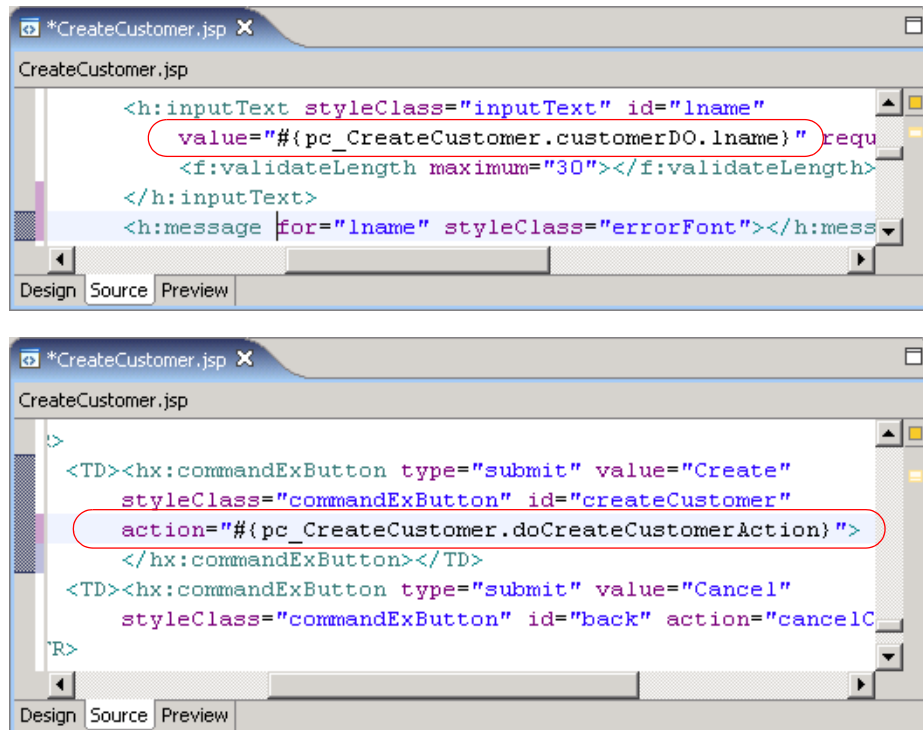 *CreateCustomer.jsp
CreateCustomer.jsp
<h:inputText styleClass="inputText" id="lname"
value="#{pc_CreateCustomer.customerDO.lname}" requ
<f:validateLength maximum="30"></f:validateLength>
</h:inputText>
<h:message for="lname" styleClass="errorFont"></h:mess
Design Source Preview
*CreateCustomer.jsp
CreateCustomer.jsp
>
<TD><hx:commandExButton type="submit" value="Create"
styleClass="commandExButton" id="createCustomer"
action="#{pc_CreateCustomer.doCreateCustomerAction}">
</hx:commandExButton></TD>
<TD><hx:commandExButton type="submit" value="Cancel"
styleClass="commandExButton" id="back" action="cancelC
R>
Design Source Preview